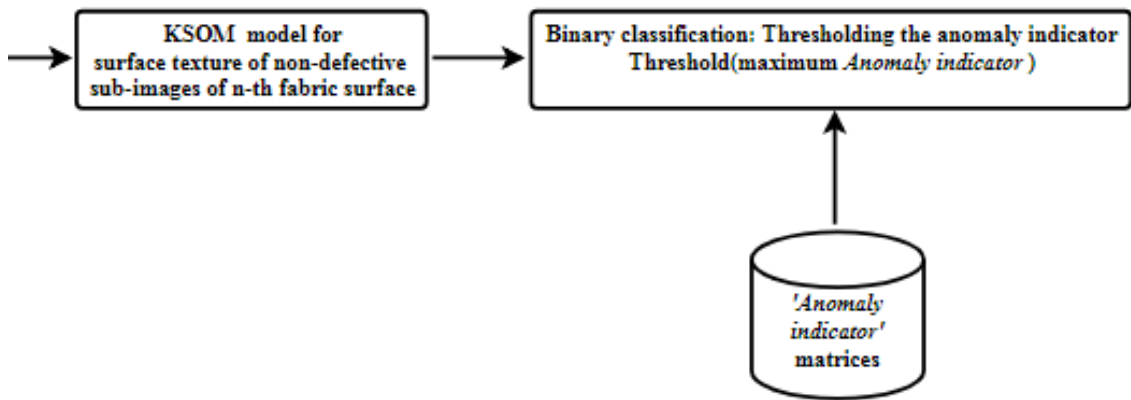 KSOM model for
surface texture of non-defective
sub-images of n-th fabric surface
Binary classification: Thresholding the anomaly indicator
Threshold(maximum Anomaly indicator )
'Anomaly
indicator'
matrices